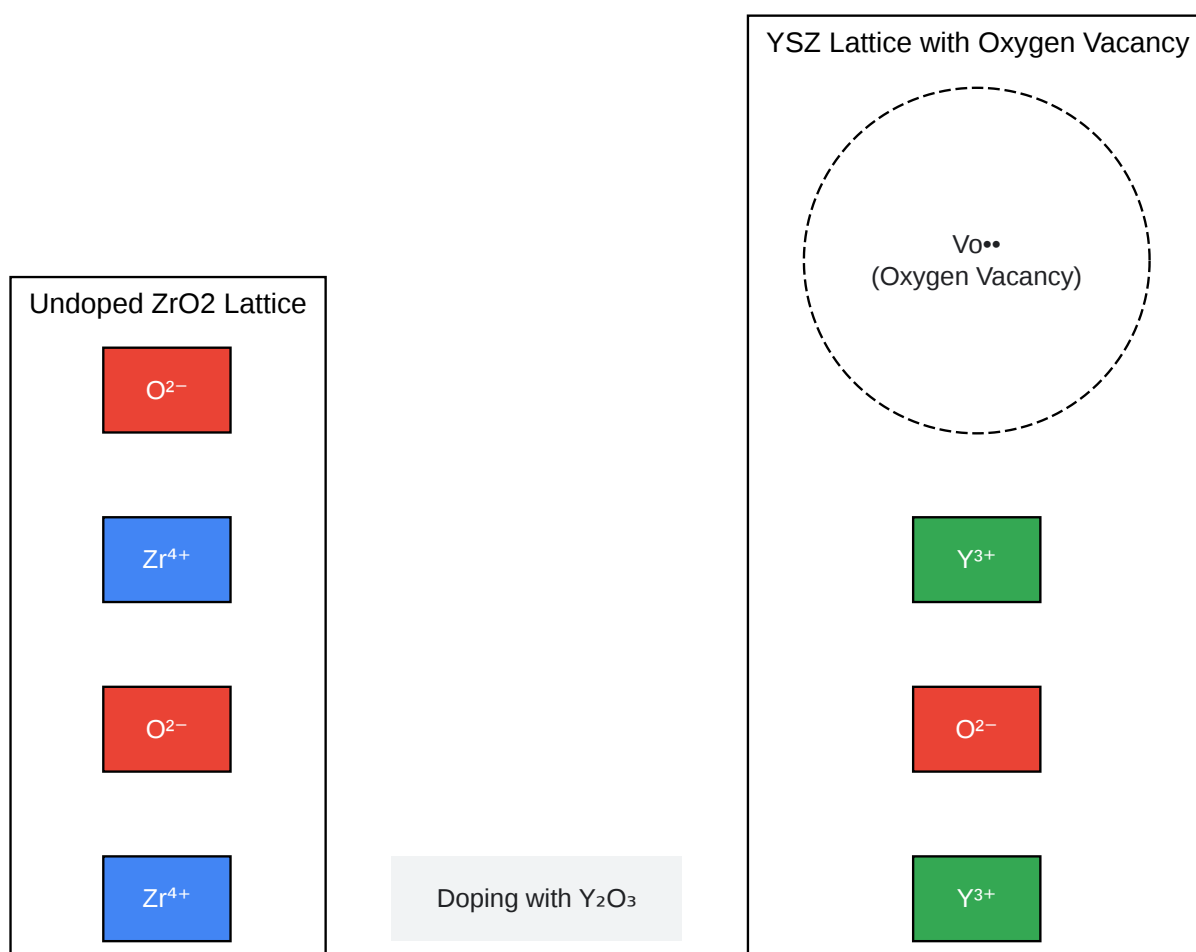 Undoped ZrO2 Lattice
O²⁻
Zr⁴⁺
O²⁻
Zr⁴⁺
Doping with Y₂O₃
YSZ Lattice with Oxygen Vacancy
Vo••
(Oxygen Vacancy)
Y³⁺
O²⁻
Y³⁺